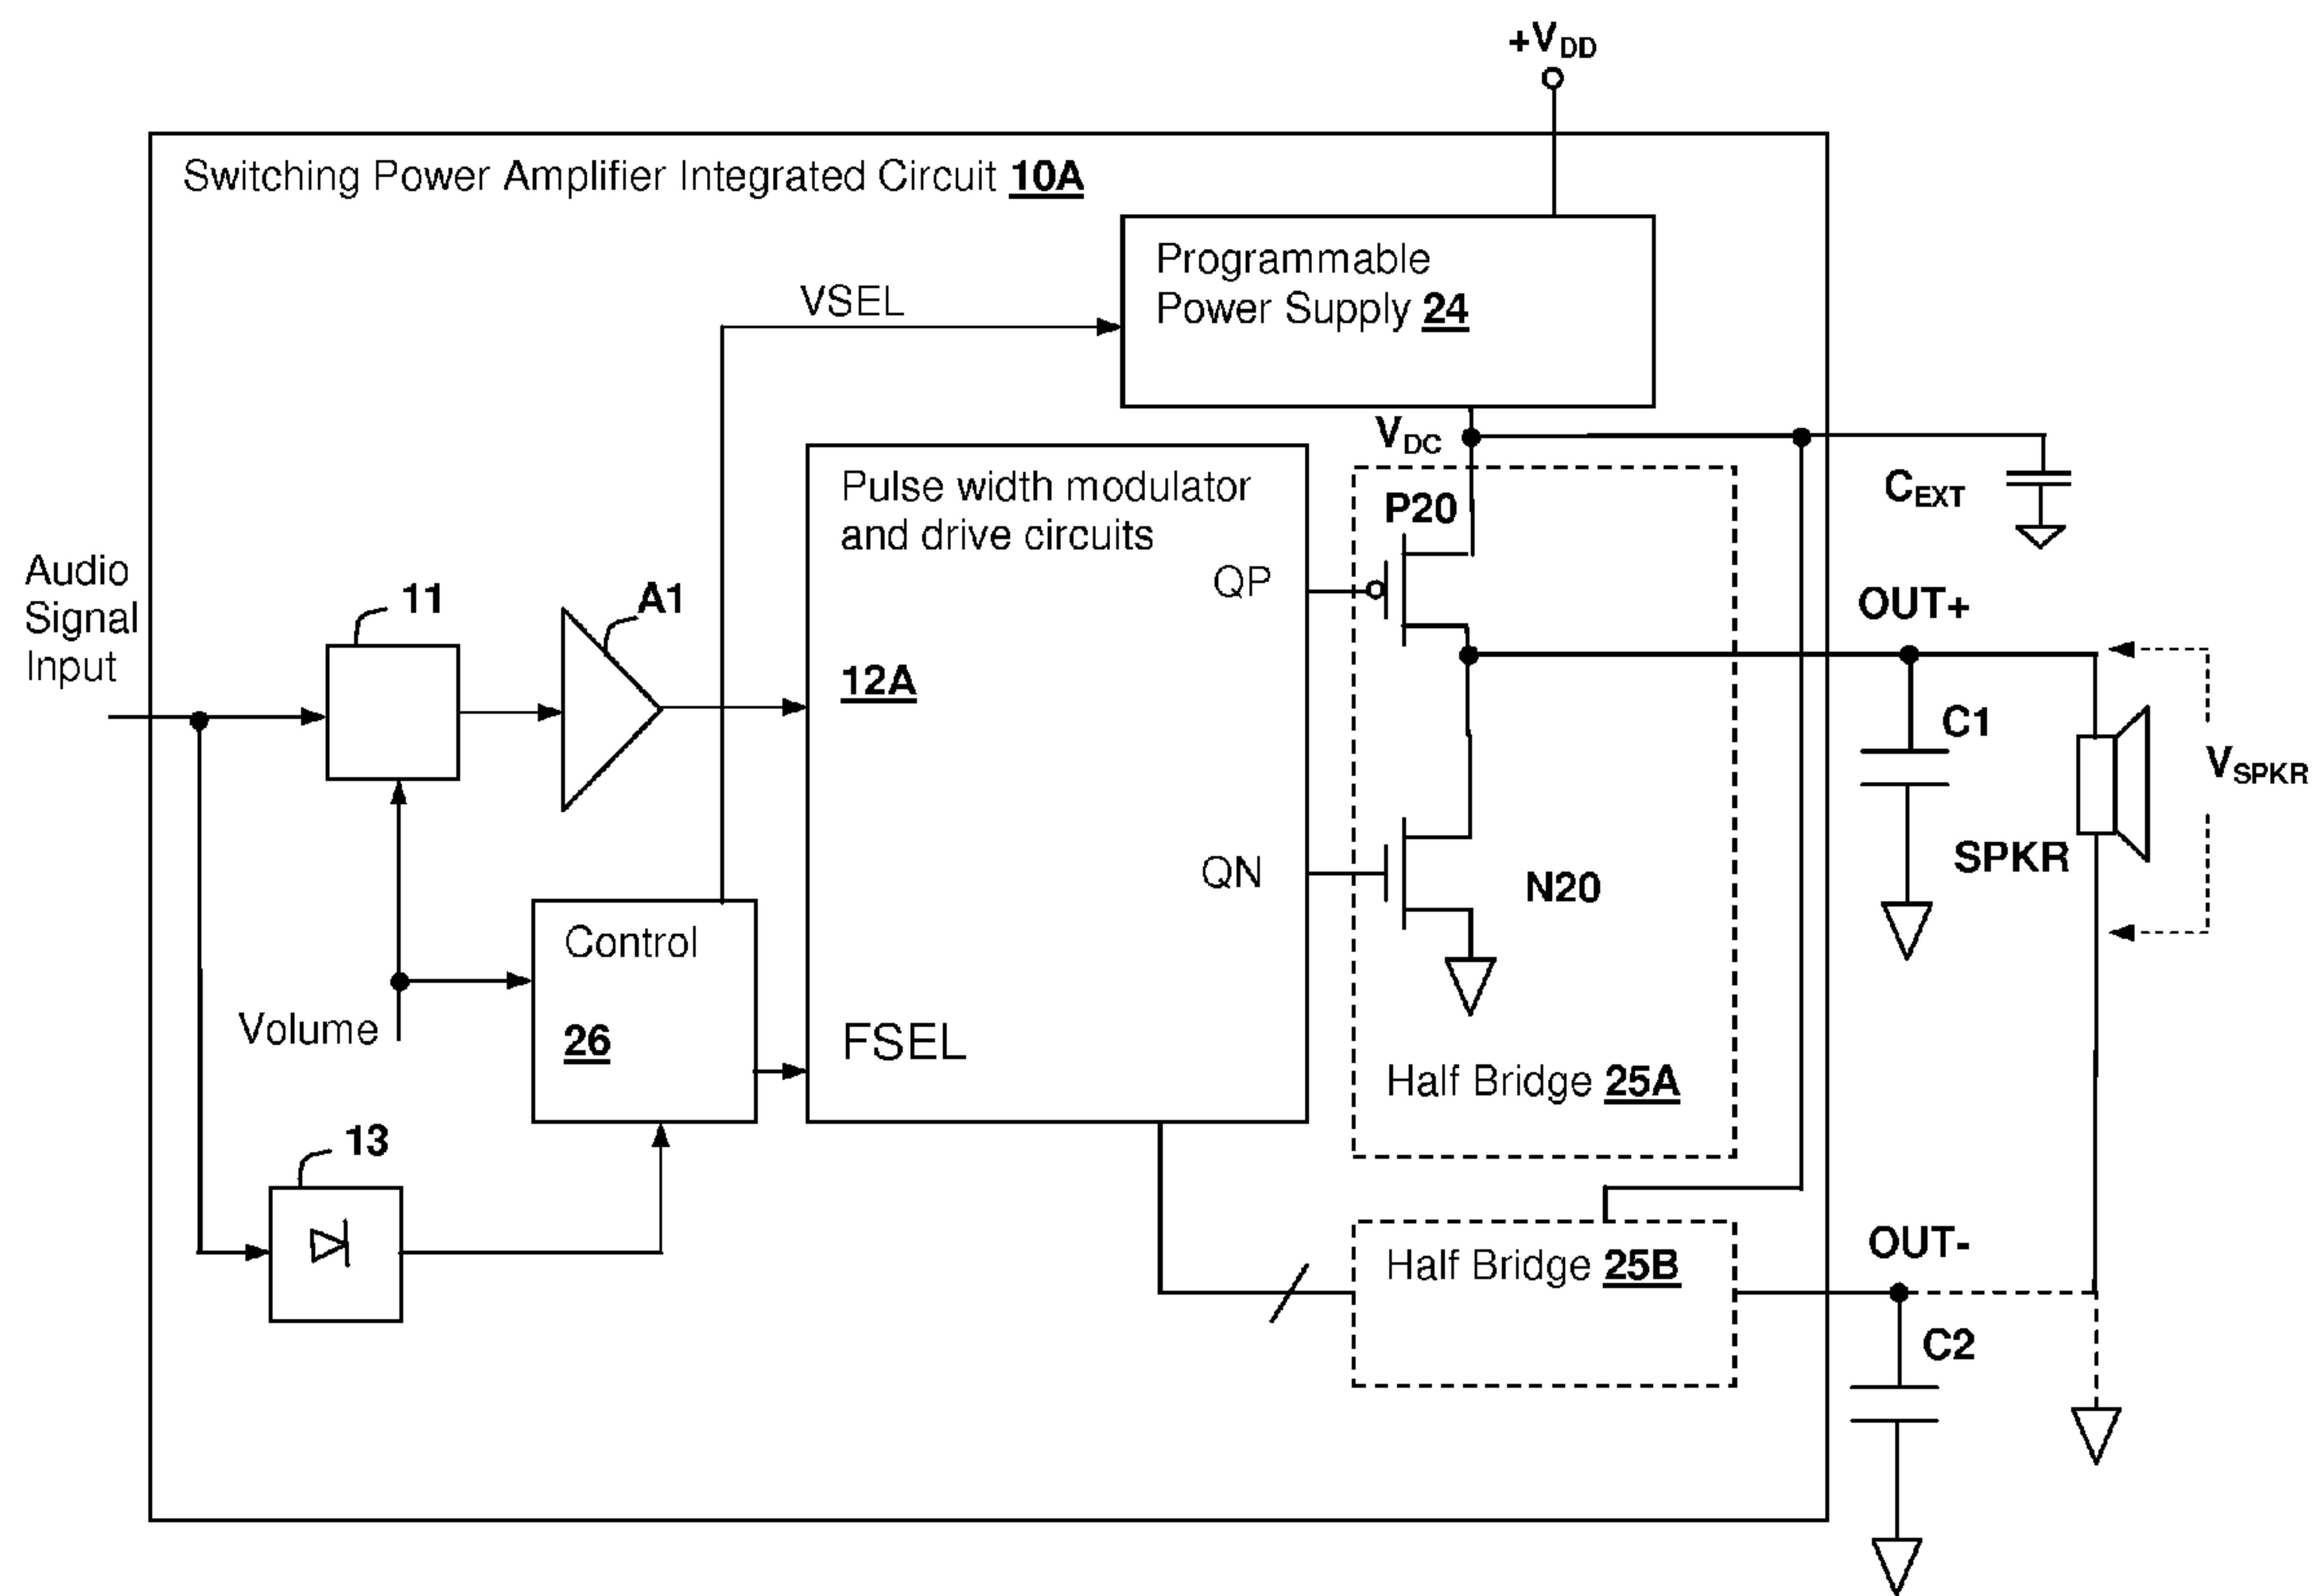 +VDD
Switching Power Amplifier Integrated Circuit 10A
Programmable
Power Supply 24
VSEL
VDC
CEXT
Pulse width modulator
and drive circuits
P20
QP
Audio
Signal
Input
11
A1
12A
OUT+
C1
VSPKR
SPKR
QN
N20
Control
26
Volume
FSEL
Half Bridge 25A
13
Half Bridge 25B
OUT-
C2